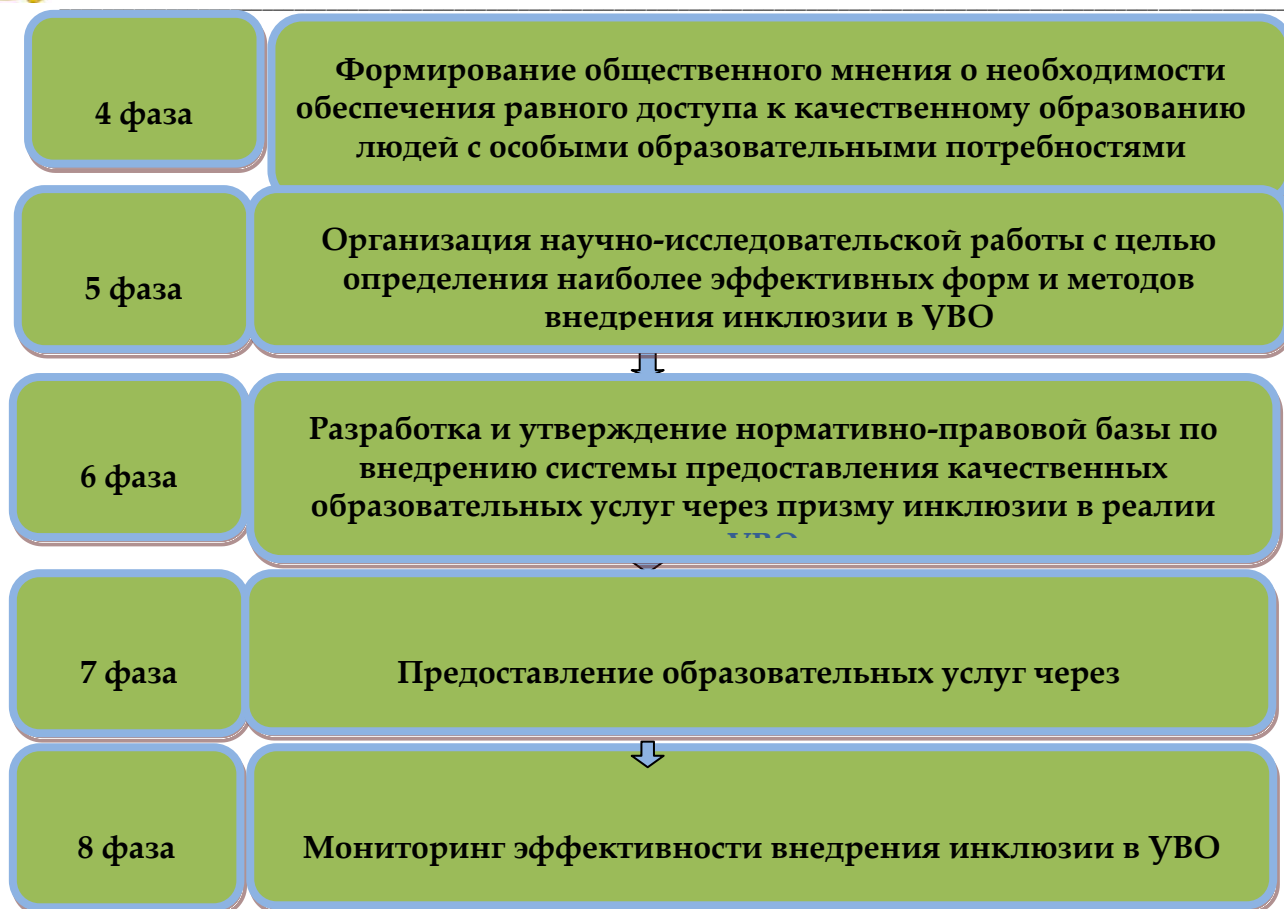 4 фаза
Формирование общественного мнения о необходимости
обеспечения равного доступа к качественному образованию
людей с особыми образовательными потребностями
5 фаза
Организация научно-исследовательской работы с целью
определения наиболее эффективных форм и методов
внедрения инклюзии в УВО
6 фаза
Разработка и утверждение нормативно-правовой базы по
внедрению системы предоставления качественных
образовательных услуг через призму инклюзии в реалии
УВО
7 фаза
Предоставление образовательных услуг через
8 фаза
Мониторинг эффективности внедрения инклюзии в УВО